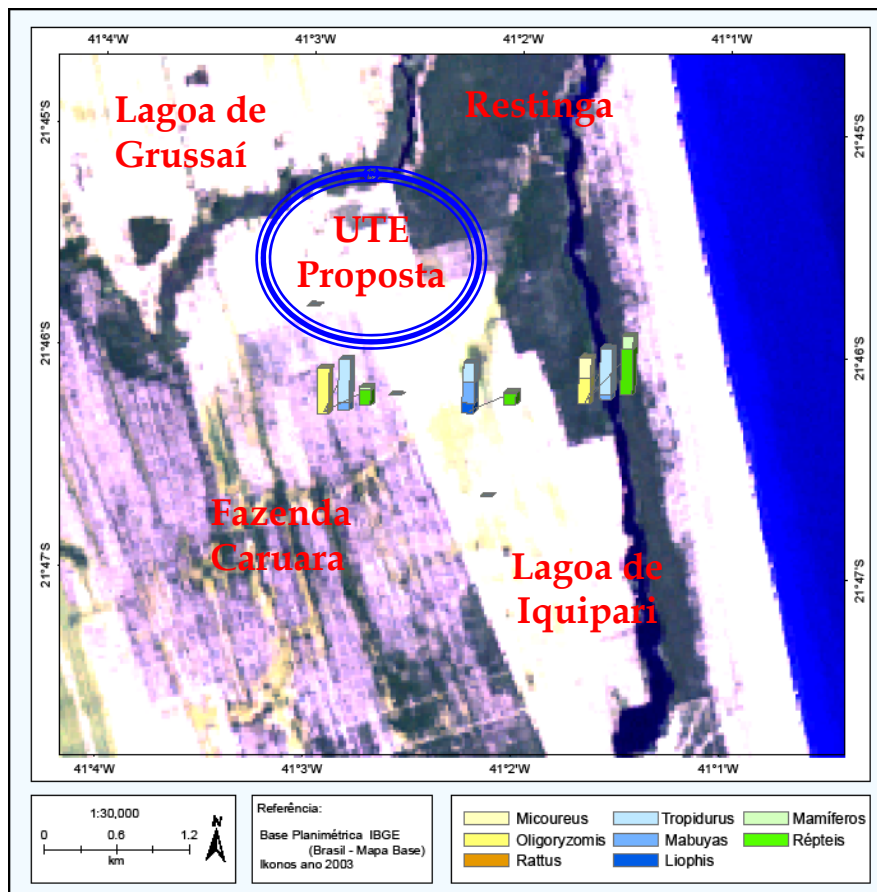 41°4'W 41°3'W 41°2'W 41°1'W
21°45'S
21°45'S
Lagoa de
Grussaí
Restinga
UTE
Proposta
21°46'S
21°46'S
Fazenda
Caruara
21°47'S
21°47'S
Lagoa de
Iquipari
41°4'W 41°3'W 41°2'W 41°1'W
1:30,000
N
0 0.6 1.2
km
Referência:
Base Planimétrica IBGE
(Brasil - Mapa Base)
Ikonos ano 2003
Micoureus
Oligoryzomis
Rattus
Tropidurus
Mabuyas
Liophis
Mamíferos
Répteis